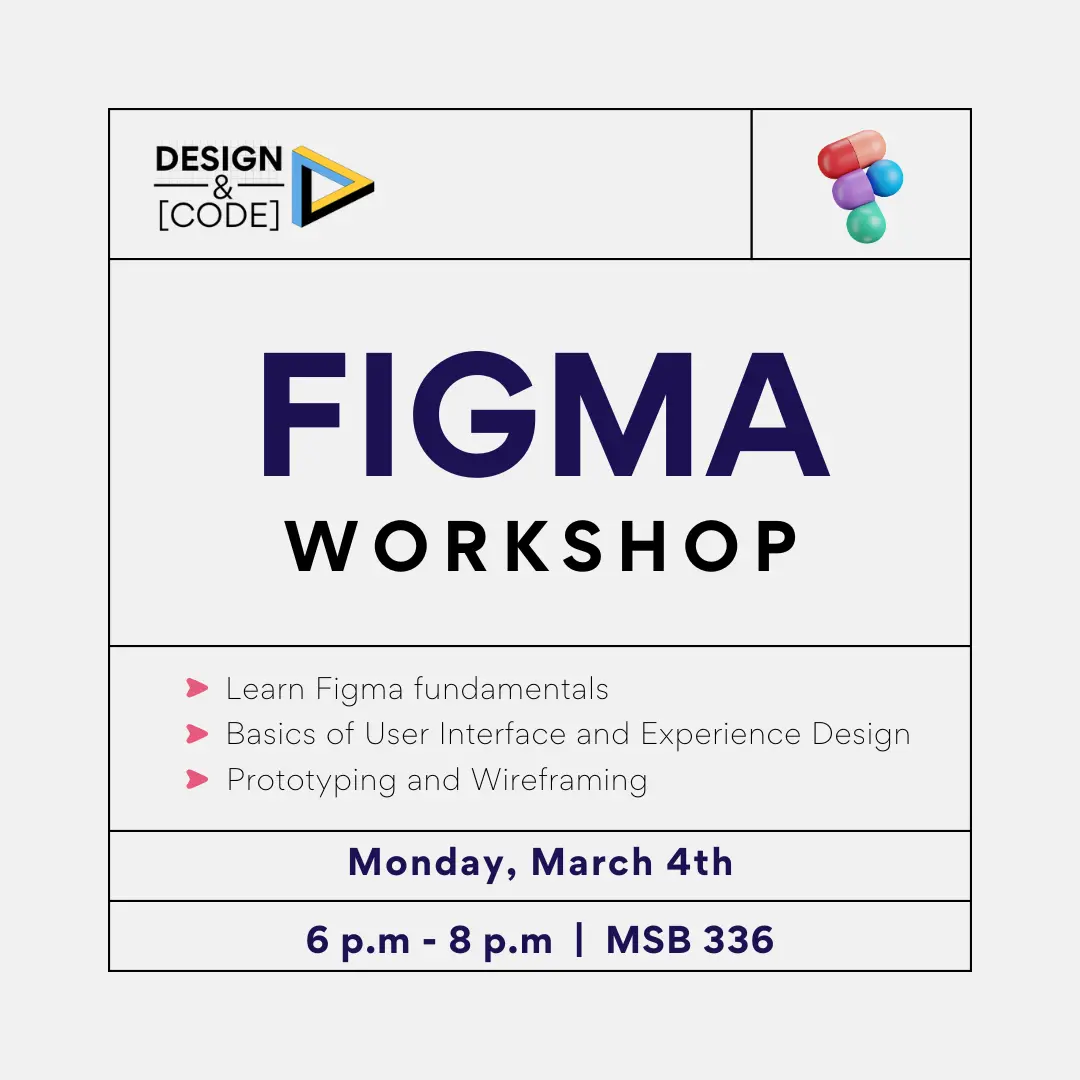 DESIGN
&
[CODE]
FIGMA
WORKSHOP
Learn Figma fundamentals
Basics of User Interface and Experience Design
Prototyping and Wireframing
Monday, March 4th
6 p.m - 8 p.m | MSB 336